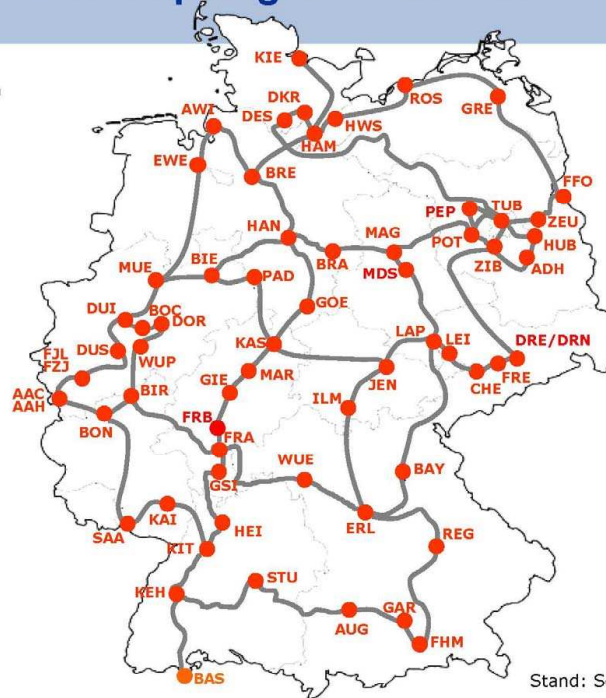 KIE
ROS
GRE
DKR
DES
HWS
HAM
AWI
EWE
BRE
FFO
PEP
TUB
ZEU
POT
HUB
ZIB
ADH
HAN
MAG
BRA
MDS
BIE
PAD
MUE
GOE
DUI
BOC
DOR
DUS
WUP
LAP
LEI
DRE/DRN
KAS
FJL
FZJ
MAR
CHE
FRE
JEN
GIE
ILM
AAC
AAH
BIR
BON
FRB
FRA
GSI
WUE
BAY
KAI
HEI
ERL
SAA
KIT
REG
KEH
STU
AUG
GAR
FHM
BAS